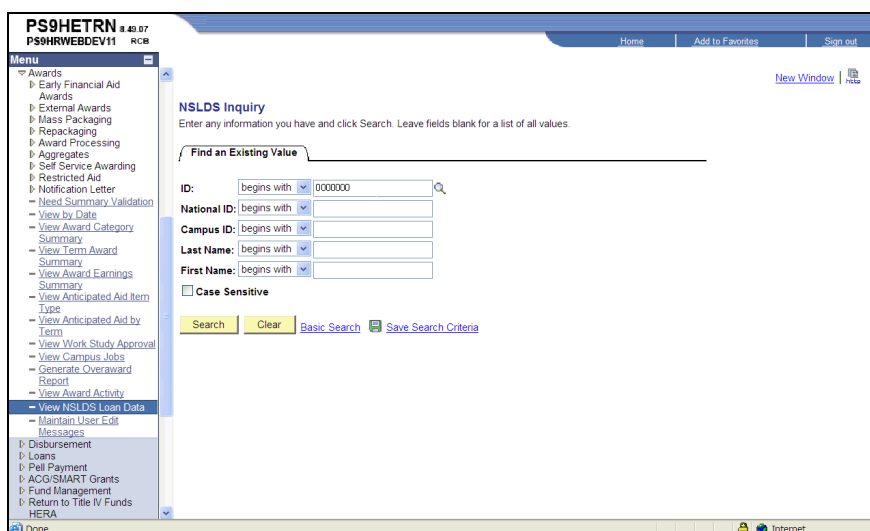 PS9HETRN 8.49.07
PS9HRWEBDEV11 RCB
Home Add to Favorites Sign out
Menu
Awards
Early Financial Aid
Awards
External Awards
Mass Packaging
Repackaging
Award Processing
Aggregates
Self Service Awarding
Restricted Aid
Notification Letter
Need Summary Validation
View by Date
View Award Category
Summary
View Term Award
Summary
View Award Earnings
Summary
View Anticipated Aid Item
Type
View Anticipated Aid by
Term
View Work Study Approval
View Campus Jobs
Generate Overaward
Report
View Award Activity
View NSLDS Loan Data
Maintain User Edit
Messages
Disbursement
Loans
Pell Payment
ACG/SMART Grants
Fund Management
Return to Title IV Funds
HERA
New Window | http
NSLDS Inquiry
Enter any information you have and click Search. Leave fields blank for a list of all values.
Find an Existing Value
ID: begins with 0000000
National ID: begins with
Campus ID: begins with
Last Name: begins with
First Name: begins with
Case Sensitive
Search Clear Basic Search Save Search Criteria
Done Internet